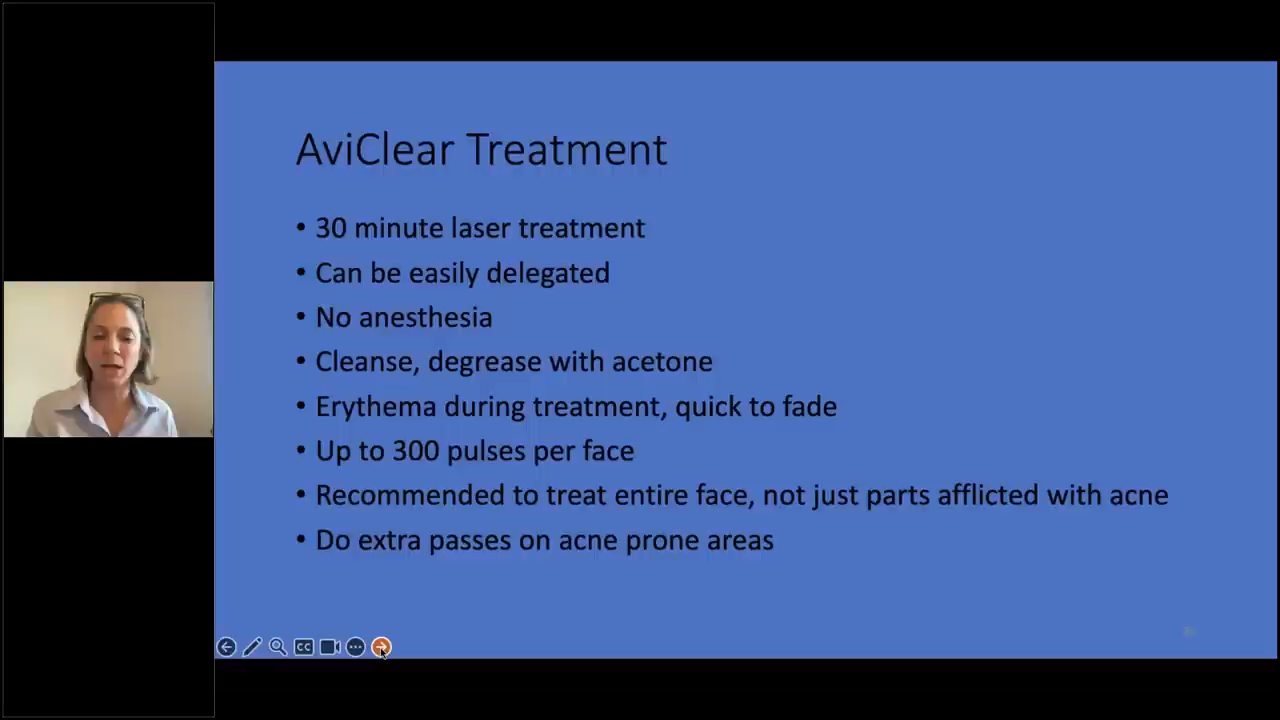 AviClear Treatment
• 30 minute laser treatment
• Can be easily delegated
• No anesthesia
• Cleanse, degrease with acetone
• Erythema during treatment, quick to fade
• Up to 300 pulses per face
• Recommended to treat entire face, not just parts afflicted with acne
• Do extra passes on acne prone areas
CC